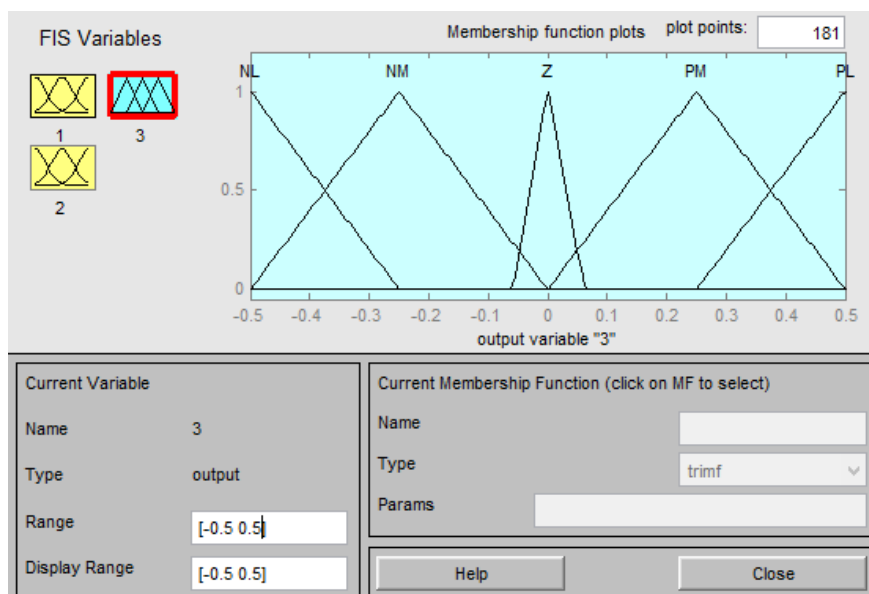 FIS Variables
Membership function plots
plot points:
181
1
3
2
NL
NM
Z
PM
PL
1
0.5
0
-0.5
-0.4
-0.3
-0.2
-0.1
0
0.1
0.2
0.3
0.4
0.5
output variable "3"
Current Variable
Name
3
Type
output
Range
[-0.5 0.5]
Display Range
[-0.5 0.5]
Current Membership Function (click on MF to select)
Name
Type
trimf
Params
Help
Close